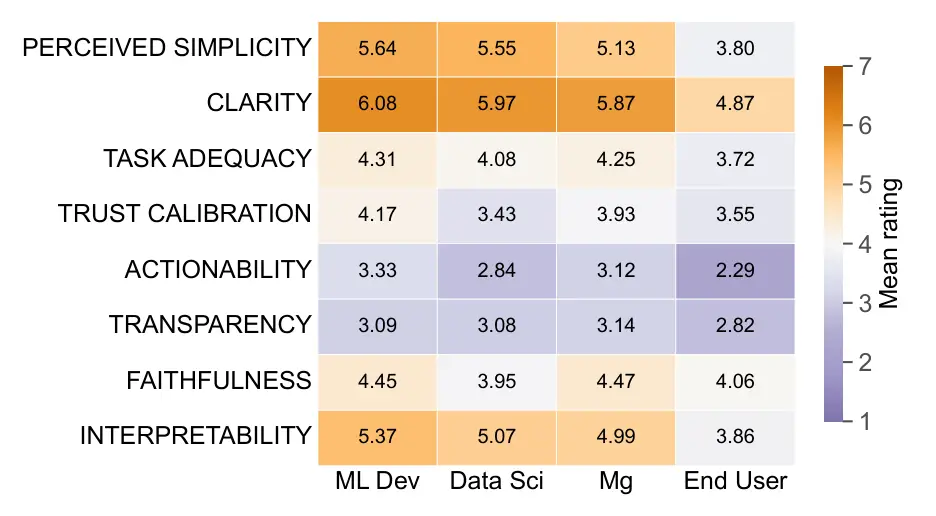 PERCEIVED SIMPLICITY 5.64 5.55 5.13 3.80
CLARITY 6.08 5.97 5.87 4.87
TASK ADEQUACY 4.31 4.08 4.25 3.72
TRUST CALIBRATION 4.17 3.43 3.93 3.55
ACTIONABILITY 3.33 2.84 3.12 2.29
TRANSPARENCY 3.09 3.08 3.14 2.82
FAITHFULNESS 4.45 3.95 4.47 4.06
INTERPRETABILITY 5.37 5.07 4.99 3.86
ML Dev Data Sci Mg End User
7
6
5
4
3
2
1
Mean rating